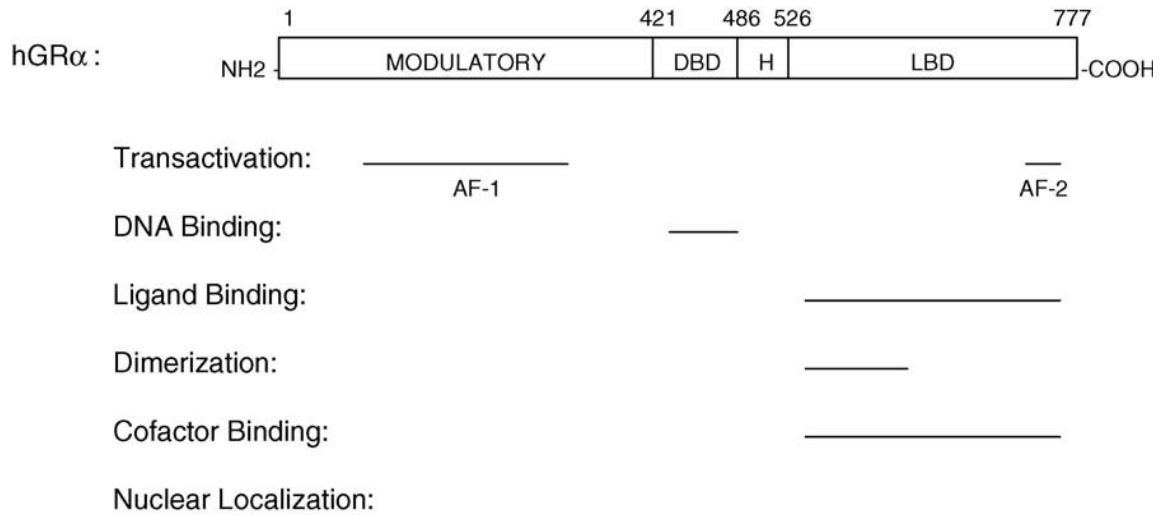 1 421 486 526 777
hGRα: NH2 - MODULATORY DBD H LBD -COOH
Transactivation:
AF-1 AF-2
DNA Binding:
Ligand Binding:
Dimerization:
Cofactor Binding:
Nuclear Localization: